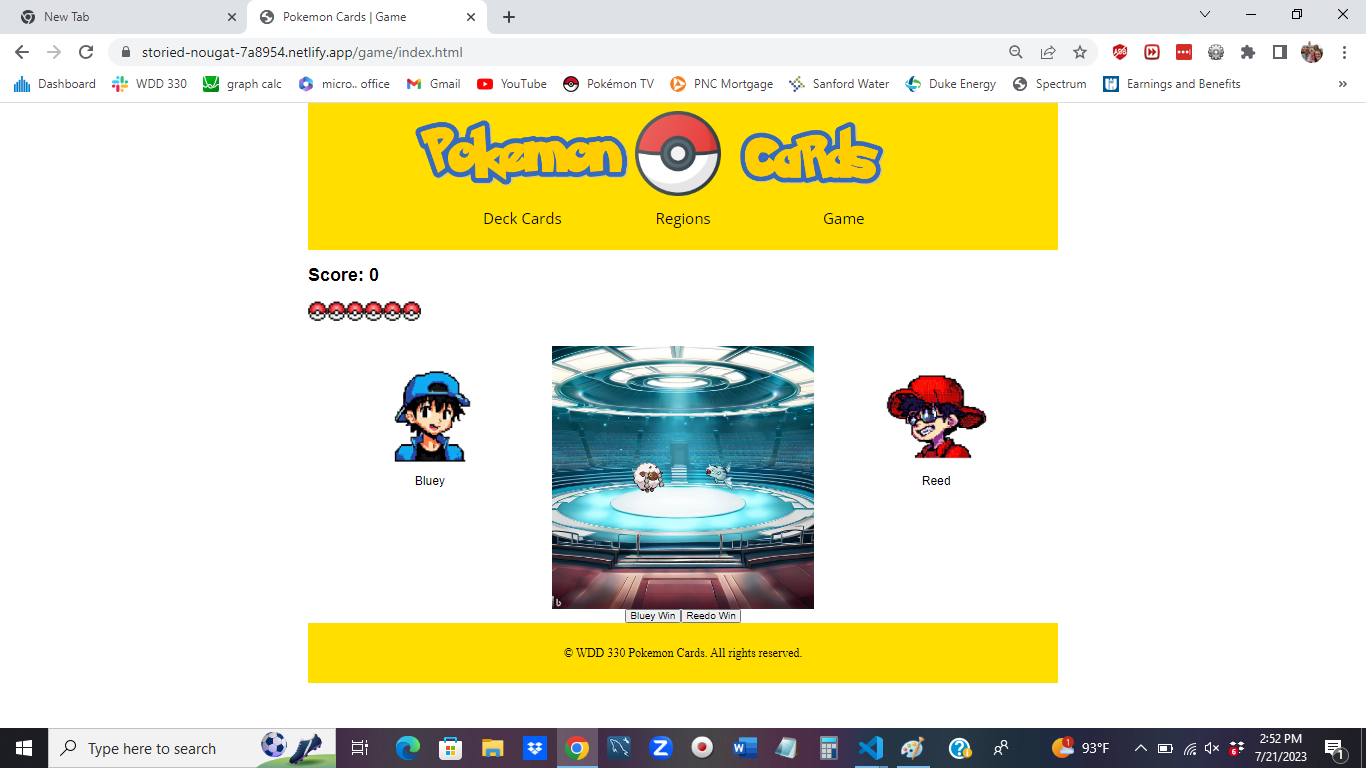 New Tab
Pokemon Cards | Game
storied-nougat-7a8954.netlify.app/game/index.html
Dashboard
WDD 330
graph calc
micro.. office
Gmail
YouTube
Pokémon TV
PNC Mortgage
Sanford Water
Duke Energy
Spectrum
Earnings and Benefits
»
Pokemon Cards
Deck Cards
Regions
Game
Score: 0
Bluey
Reed
b
Bluey Win
Reedo Win
© WDD 330 Pokemon Cards. All rights reserved.
Type here to search
1
93°F
6
2:52 PM
7/21/2023
1